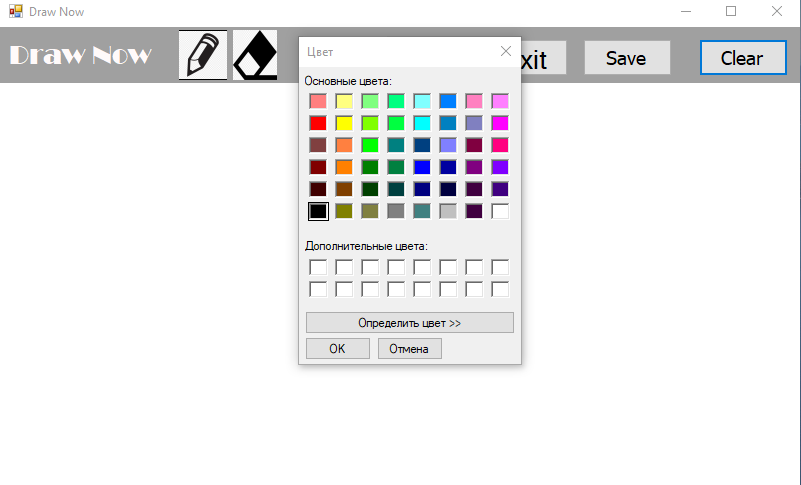 Draw Now
Draw Now
xit
Save
Clear
Цвет
Основные цвета:
Дополнительные цвета:
Определить цвет >>
OK
Отмена